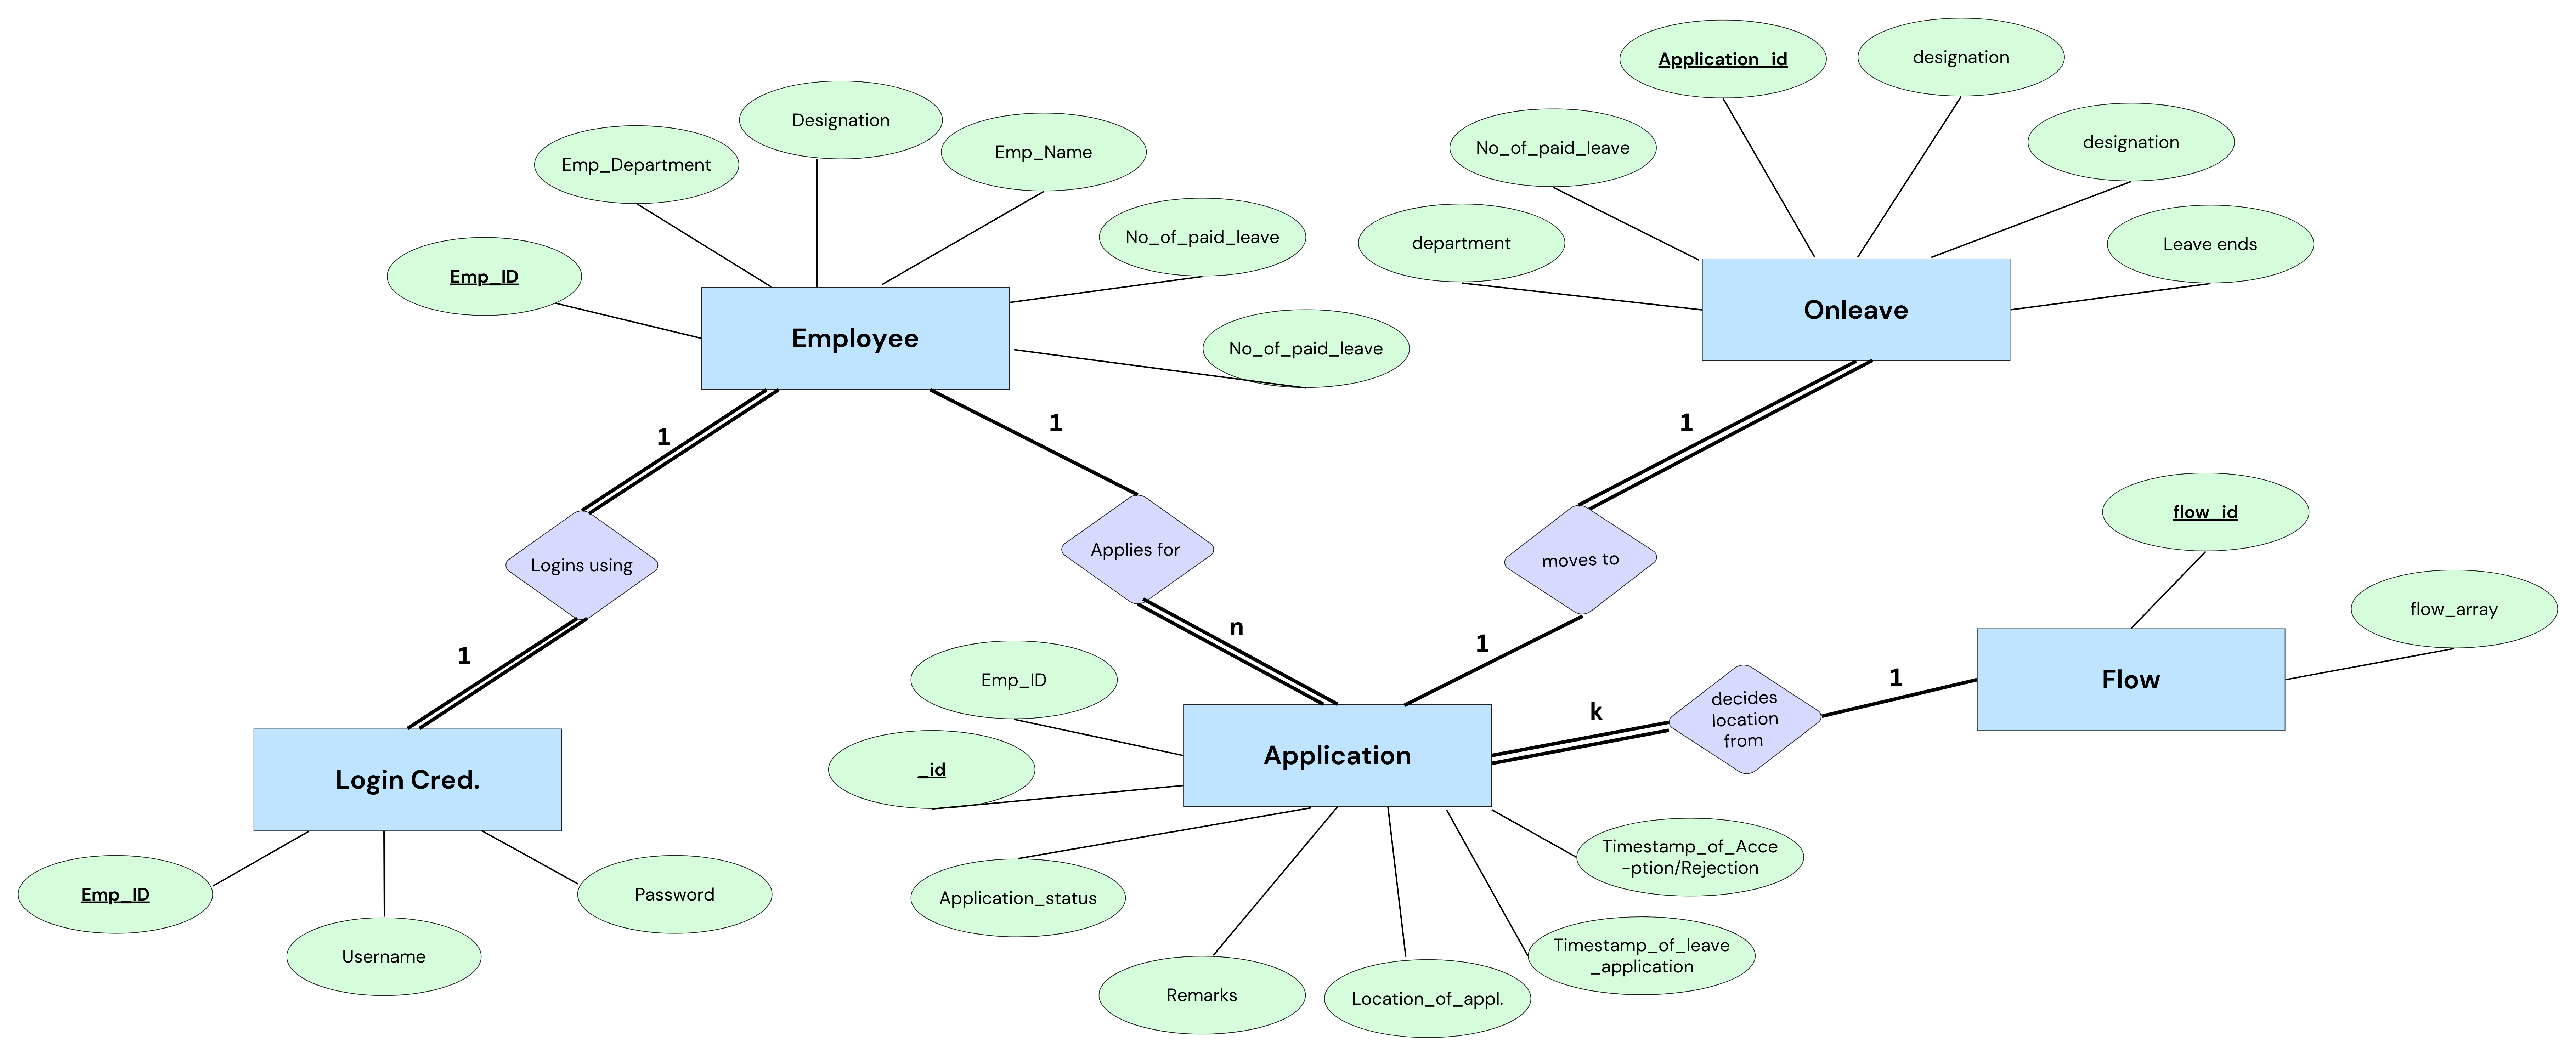 Application_id
designation
Designation
Emp_Name
No_of_paid_leave
designation
Emp_Department
No_of_paid_leave
department
Leave ends
Emp_ID
Onleave
Employee
No_of_paid_leave
1
1
1
flow_id
Logins using
Applies for
moves to
flow_array
n
1
1
Emp_ID
k
1
Flow
decides
location
from
Login Cred.
_id
Application
Timestamp_of_Acce
-ption/Rejection
Emp_ID
Password
Application_status
Username
Timestamp_of_leave
_application
Remarks
Location_of_appl.